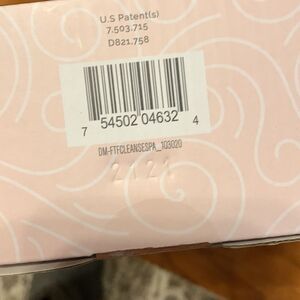 U.S Patent(s)
7.503.715
D821.758
7 54502 04632 4
DM-FTFCLEANSESPA_103020
2121